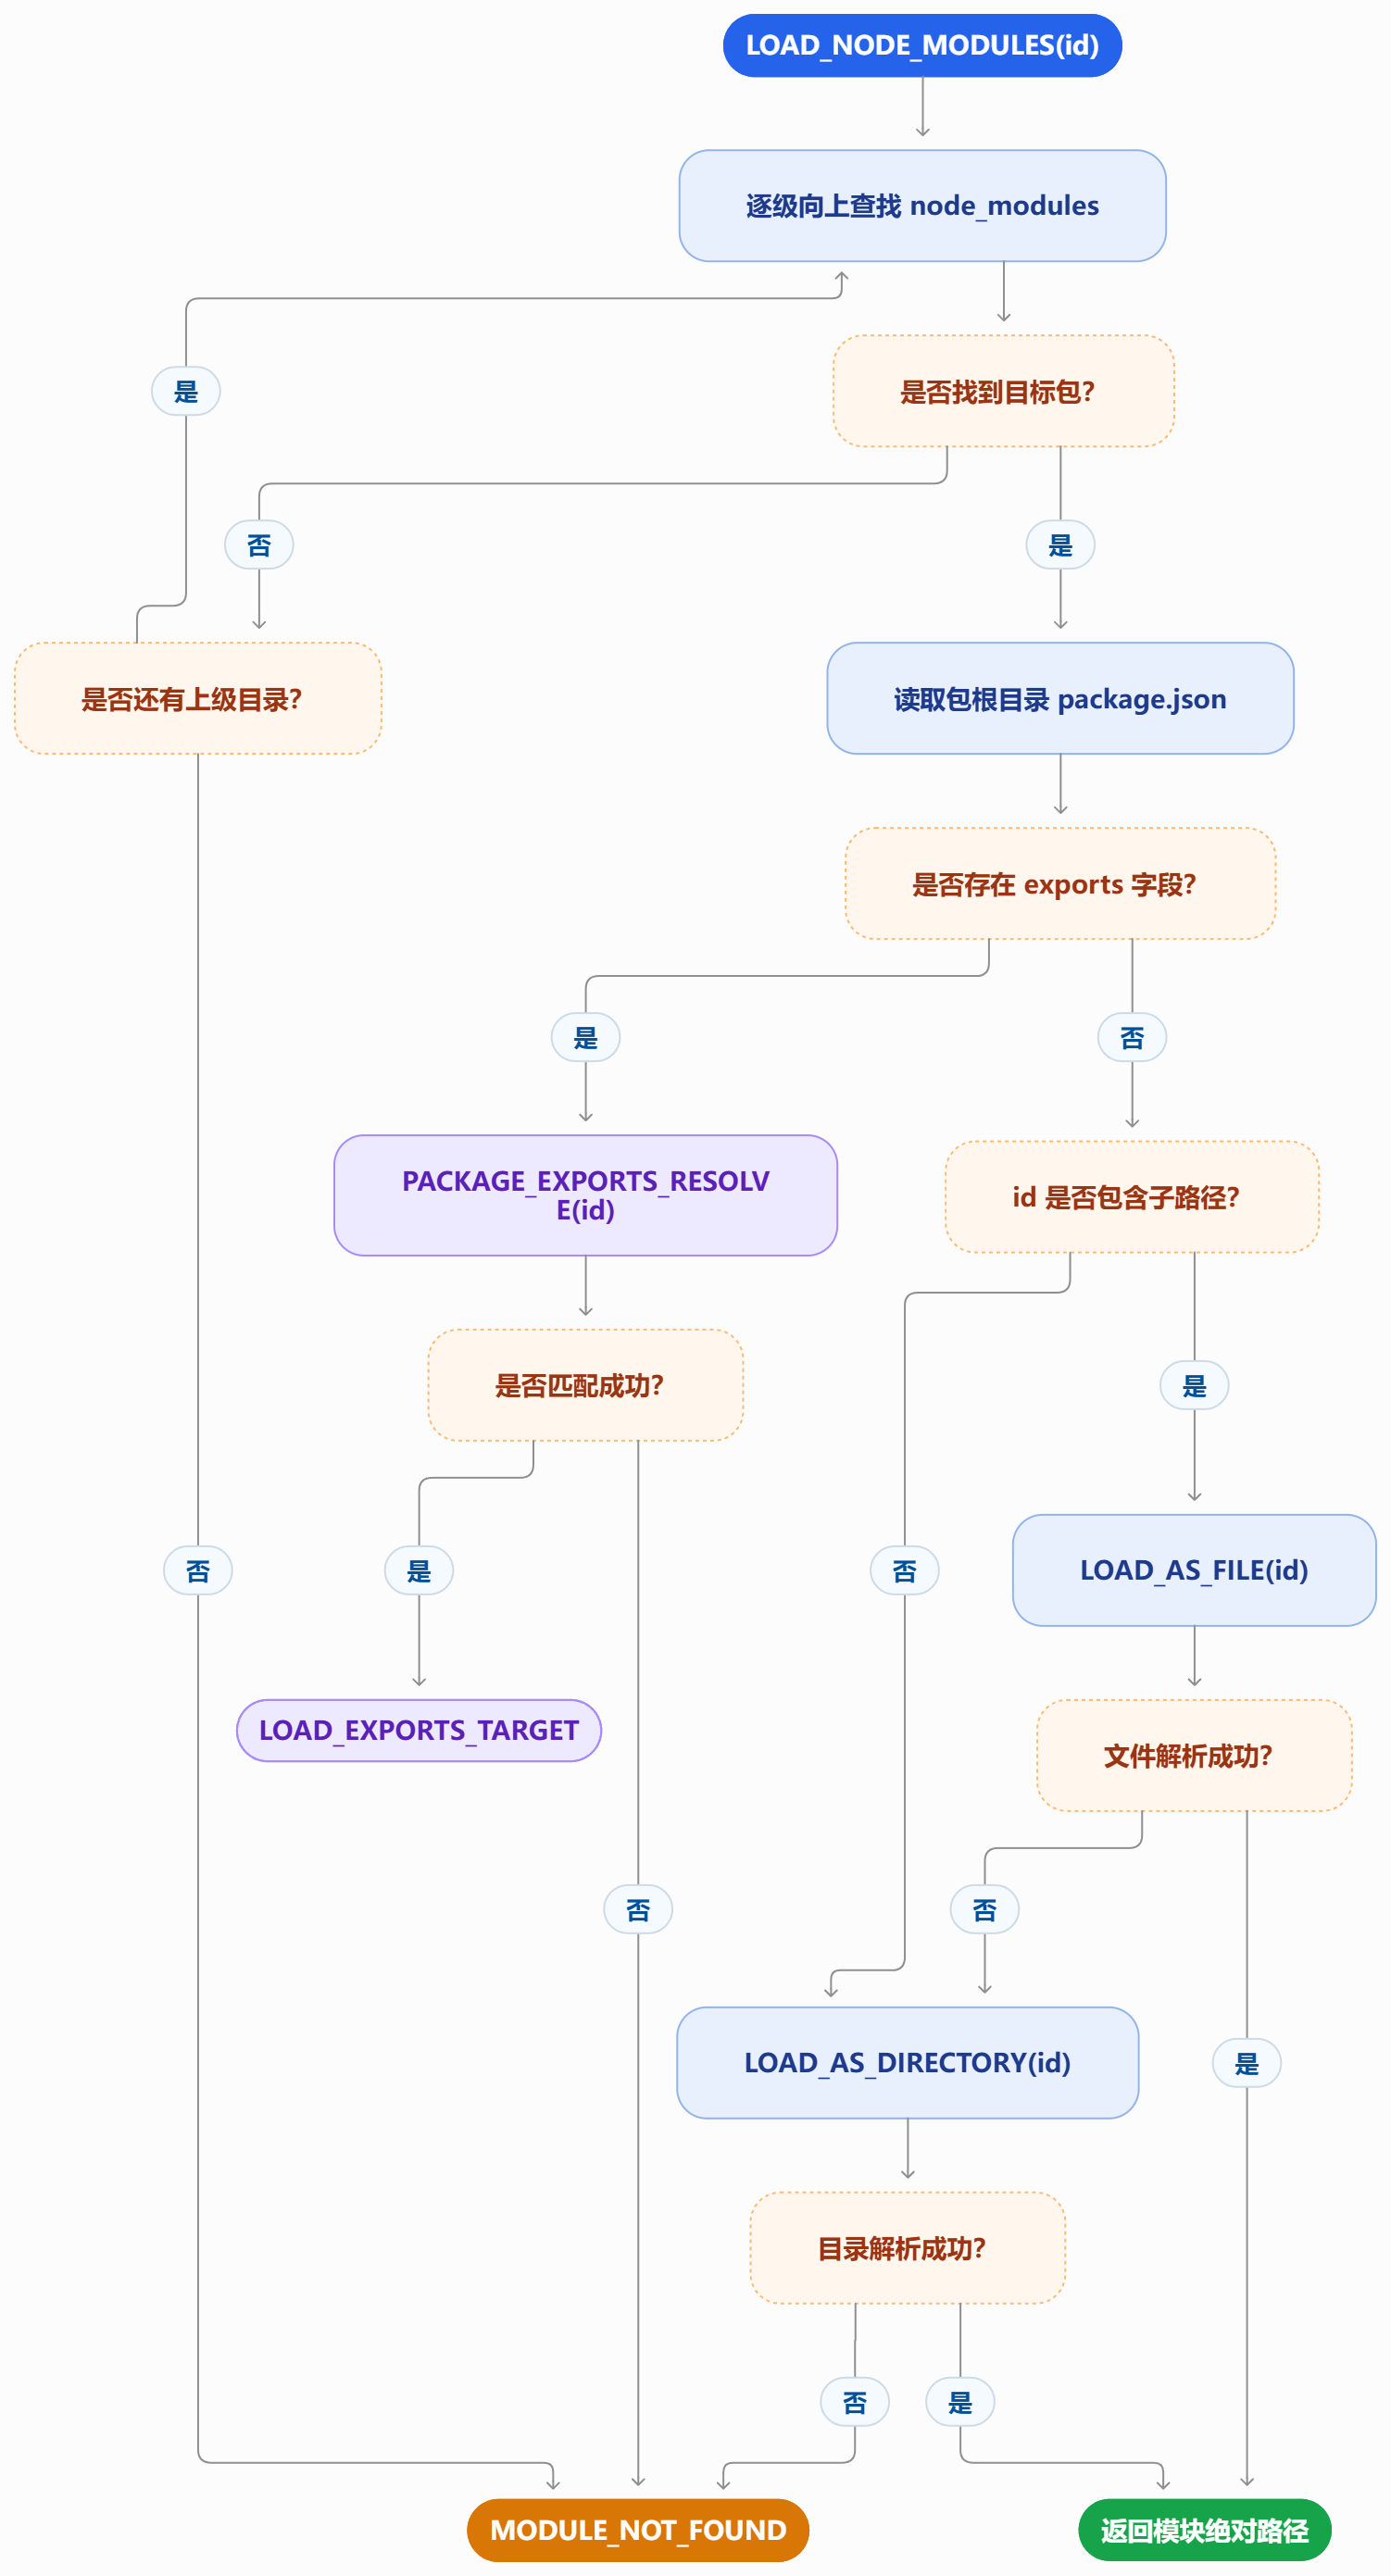 LOAD_NODE_MODULES(id)
逐级向上查找 node_modules
是
是否找到目标包?
否
是
是否还有上级目录?
读取包根目录 package.json
是否存在 exports 字段?
是
否
PACKAGE_EXPORTS_RESOLV
E(id)
id 是否包含子路径?
是否匹配成功?
是
否
是
否
LOAD_AS_FILE(id)
LOAD_EXPORTS_TARGET
文件解析成功?
否
否
LOAD_AS_DIRECTORY(id)
是
目录解析成功?
否
是
MODULE_NOT_FOUND
返回模块绝对路径